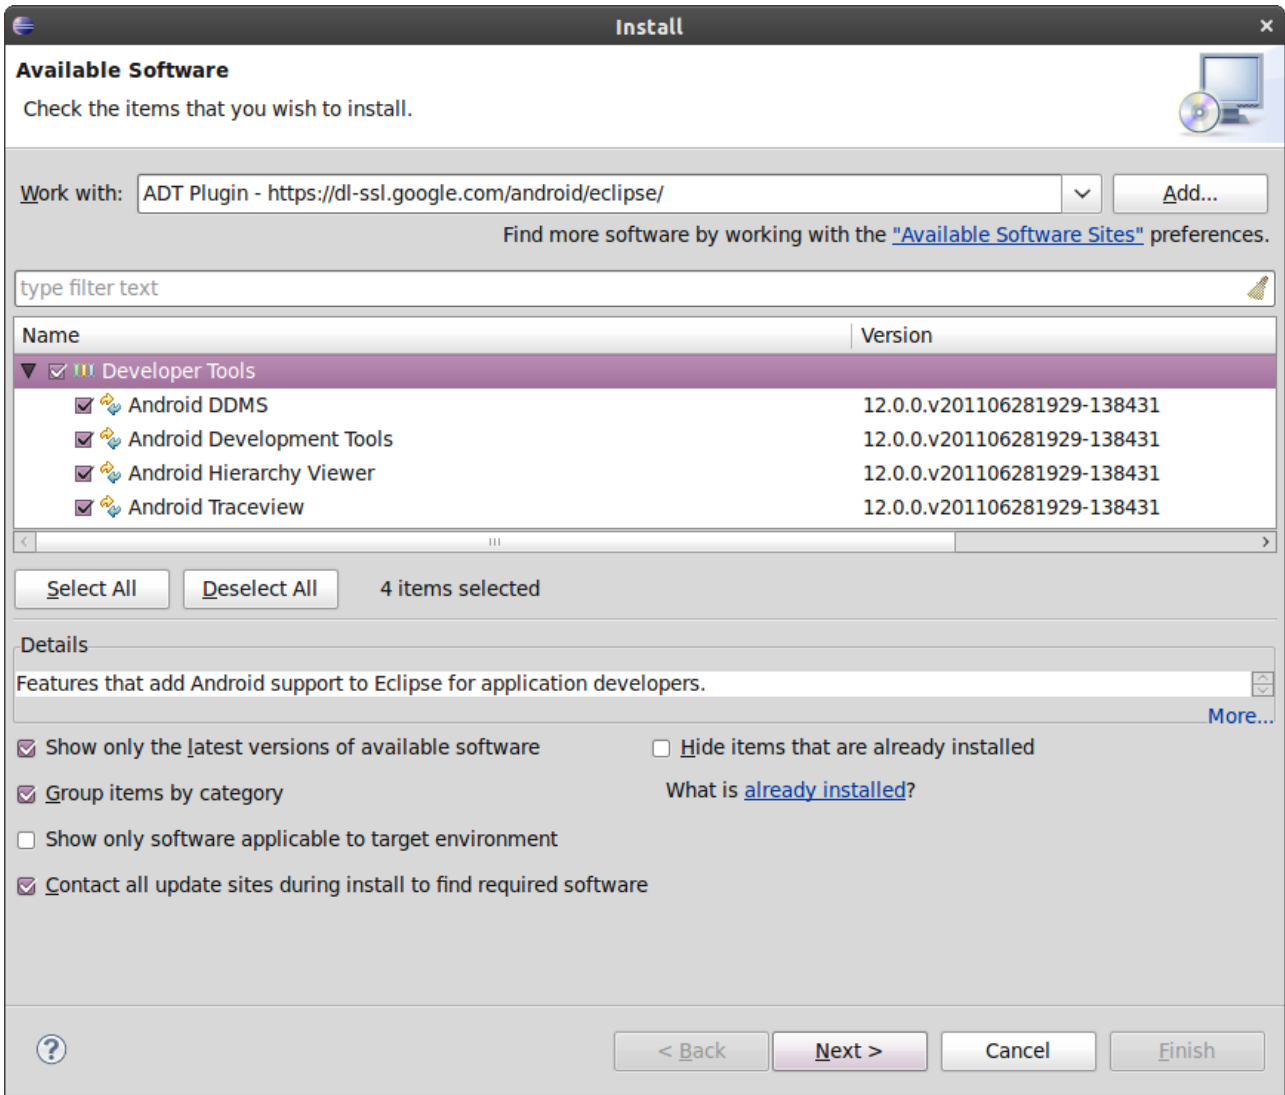 Install
Available Software
Check the items that you wish to install.
Work with: ADT Plugin - https://dl-ssl.google.com/android/eclipse/ Add...
Find more software by working with the "Available Software Sites" preferences.
type filter text
Name Version
Developer Tools
Android DDMS 12.0.0.v201106281929-138431
Android Development Tools 12.0.0.v201106281929-138431
Android Hierarchy Viewer 12.0.0.v201106281929-138431
Android Traceview 12.0.0.v201106281929-138431
Select All Deselect All 4 items selected
Details
Features that add Android support to Eclipse for application developers.
More...
Show only the latest versions of available software Hide items that are already installed
Group items by category What is already installed?
Show only software applicable to target environment
Contact all update sites during install to find required software
? < Back Next > Cancel Finish